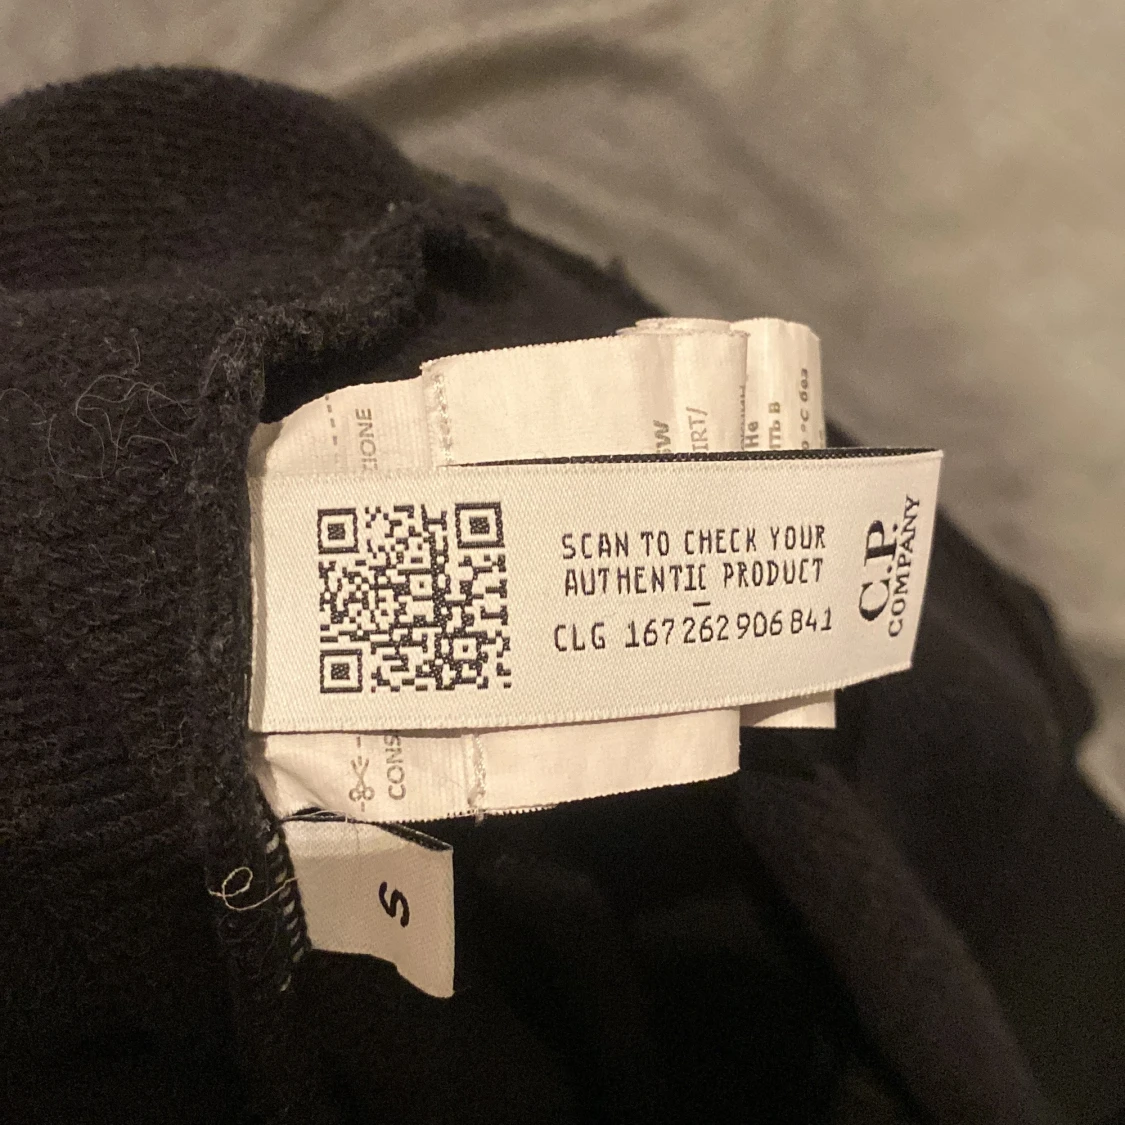 SCAN TO CHECK YOUR
AUTHENTIC PRODUCT
CLG 167262906841
C.P.
COMPANY
S